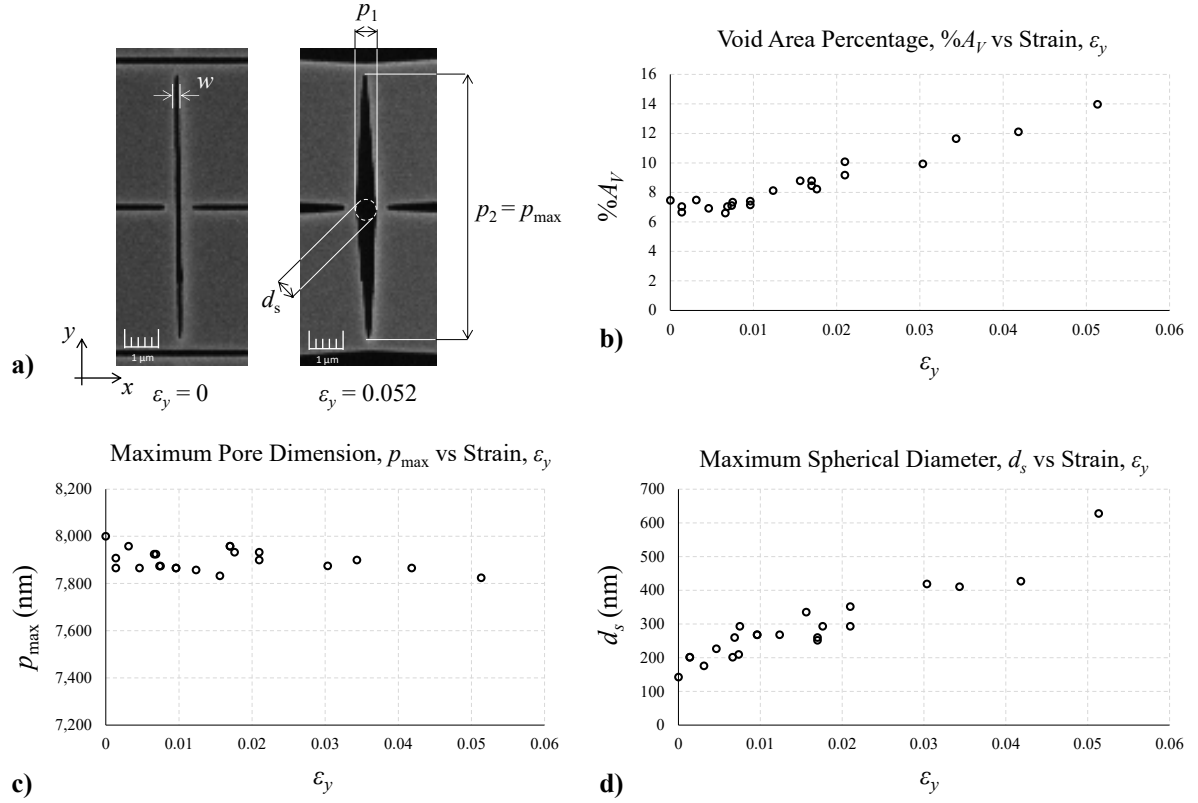 p1
w
p2 = pmax
ds
1 μm
1 μm
y
x
a)
εy = 0
εy = 0.052
Void Area Percentage, %AV vs Strain, εy
16
14
12
10
8
6
4
2
0
%AV
0 0.01 0.02 0.03 0.04 0.05 0.06
εy
b)
Maximum Pore Dimension, pmax vs Strain, εy
8,200
8,000
7,800
7,600
7,400
7,200
pmax (nm)
0 0.01 0.02 0.03 0.04 0.05 0.06
εy
c)
Maximum Spherical Diameter, ds vs Strain, εy
700
600
500
400
300
200
100
0
ds (nm)
0 0.01 0.02 0.03 0.04 0.05 0.06
εy
d)